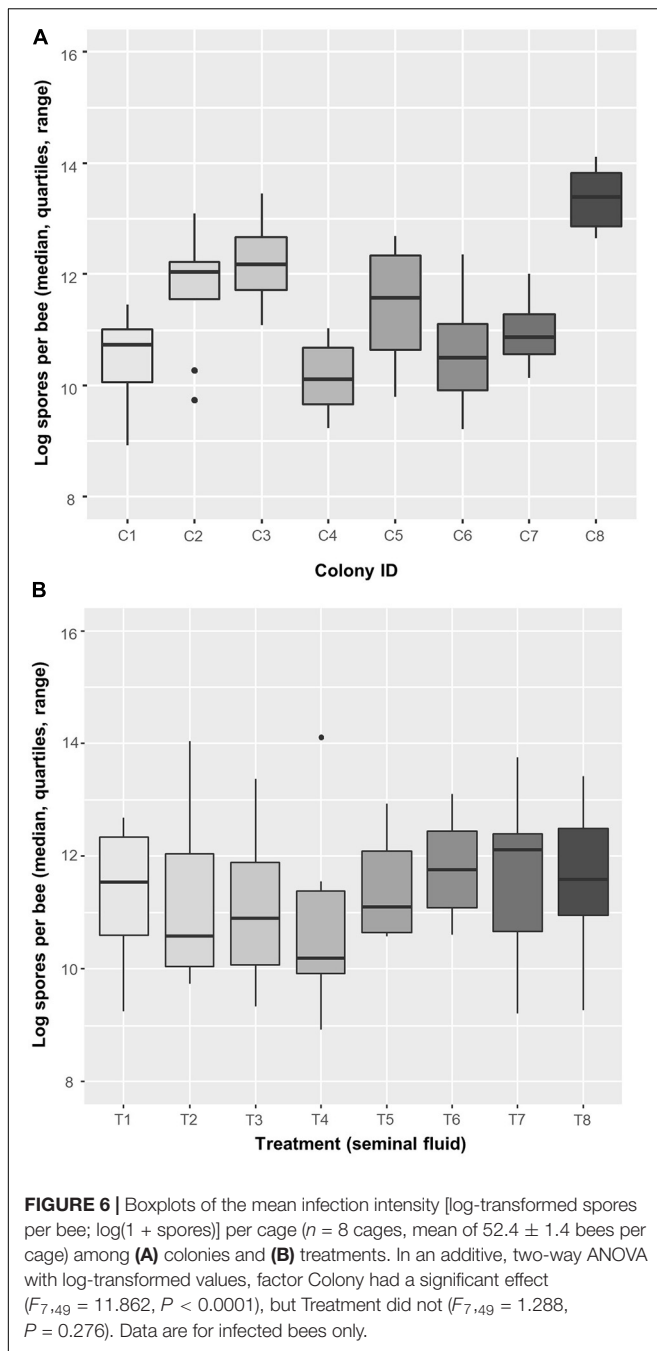 A
Log spores per bee (median, quartiles, range)
16
14
12
10
8
C1 C2 C3 C4 C5 C6 C7 C8
Colony ID
B
Log spores per bee (median, quartiles, range)
16
14
12
10
8
T1 T2 T3 T4 T5 T6 T7 T8
Treatment (seminal fluid)
FIGURE 6 | Boxplots of the mean infection intensity [log-transformed spores
per bee; log(1 + spores)] per cage (n = 8 cages, mean of 52.4 ± 1.4 bees per
cage) among (A) colonies and (B) treatments. In an additive, two-way ANOVA
with log-transformed values, factor Colony had a significant effect
(F7,49 = 11.862, P < 0.0001), but Treatment did not (F7,49 = 1.288,
P = 0.276). Data are for infected bees only.